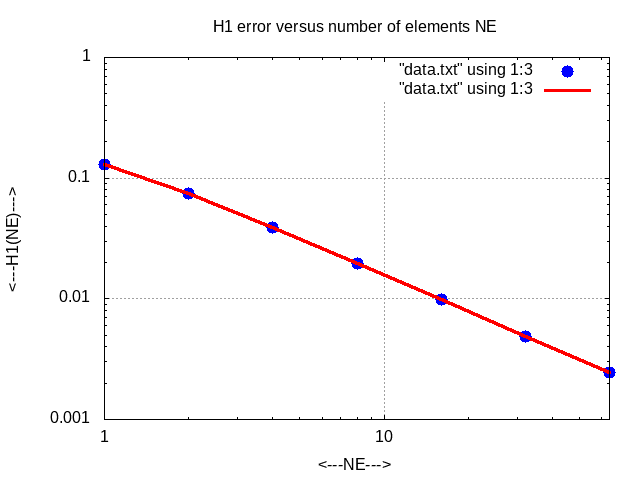 H1 error versus number of elements NE
"data.txt" using 1:3
"data.txt" using 1:3
1
0.1
0.01
0.001
1
10
<---H1(NE)--->
<---NE--->